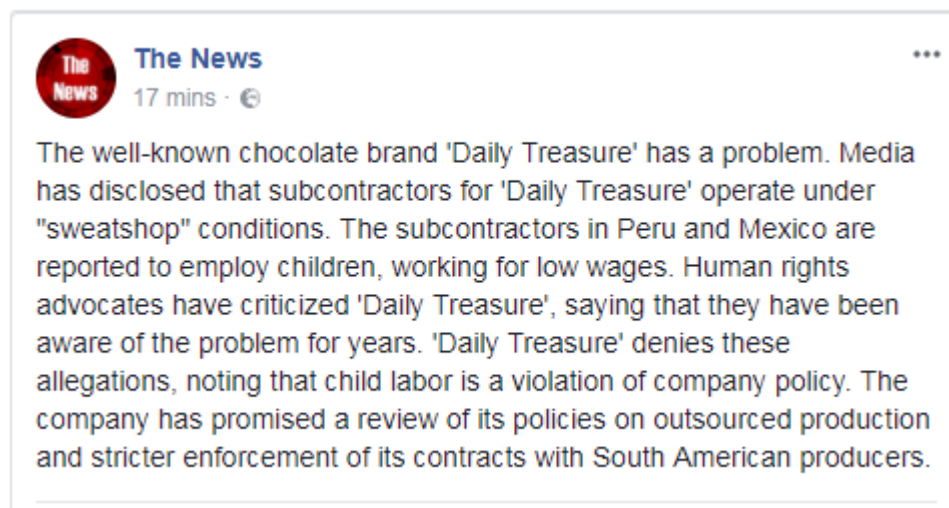 The
News
The News
17 mins ·
The well-known chocolate brand 'Daily Treasure' has a problem. Media
has disclosed that subcontractors for 'Daily Treasure' operate under
"sweatshop" conditions. The subcontractors in Peru and Mexico are
reported to employ children, working for low wages. Human rights
advocates have criticized 'Daily Treasure', saying that they have been
aware of the problem for years. 'Daily Treasure' denies these
allegations, noting that child labor is a violation of company policy. The
company has promised a review of its policies on outsourced production
and stricter enforcement of its contracts with South American producers.